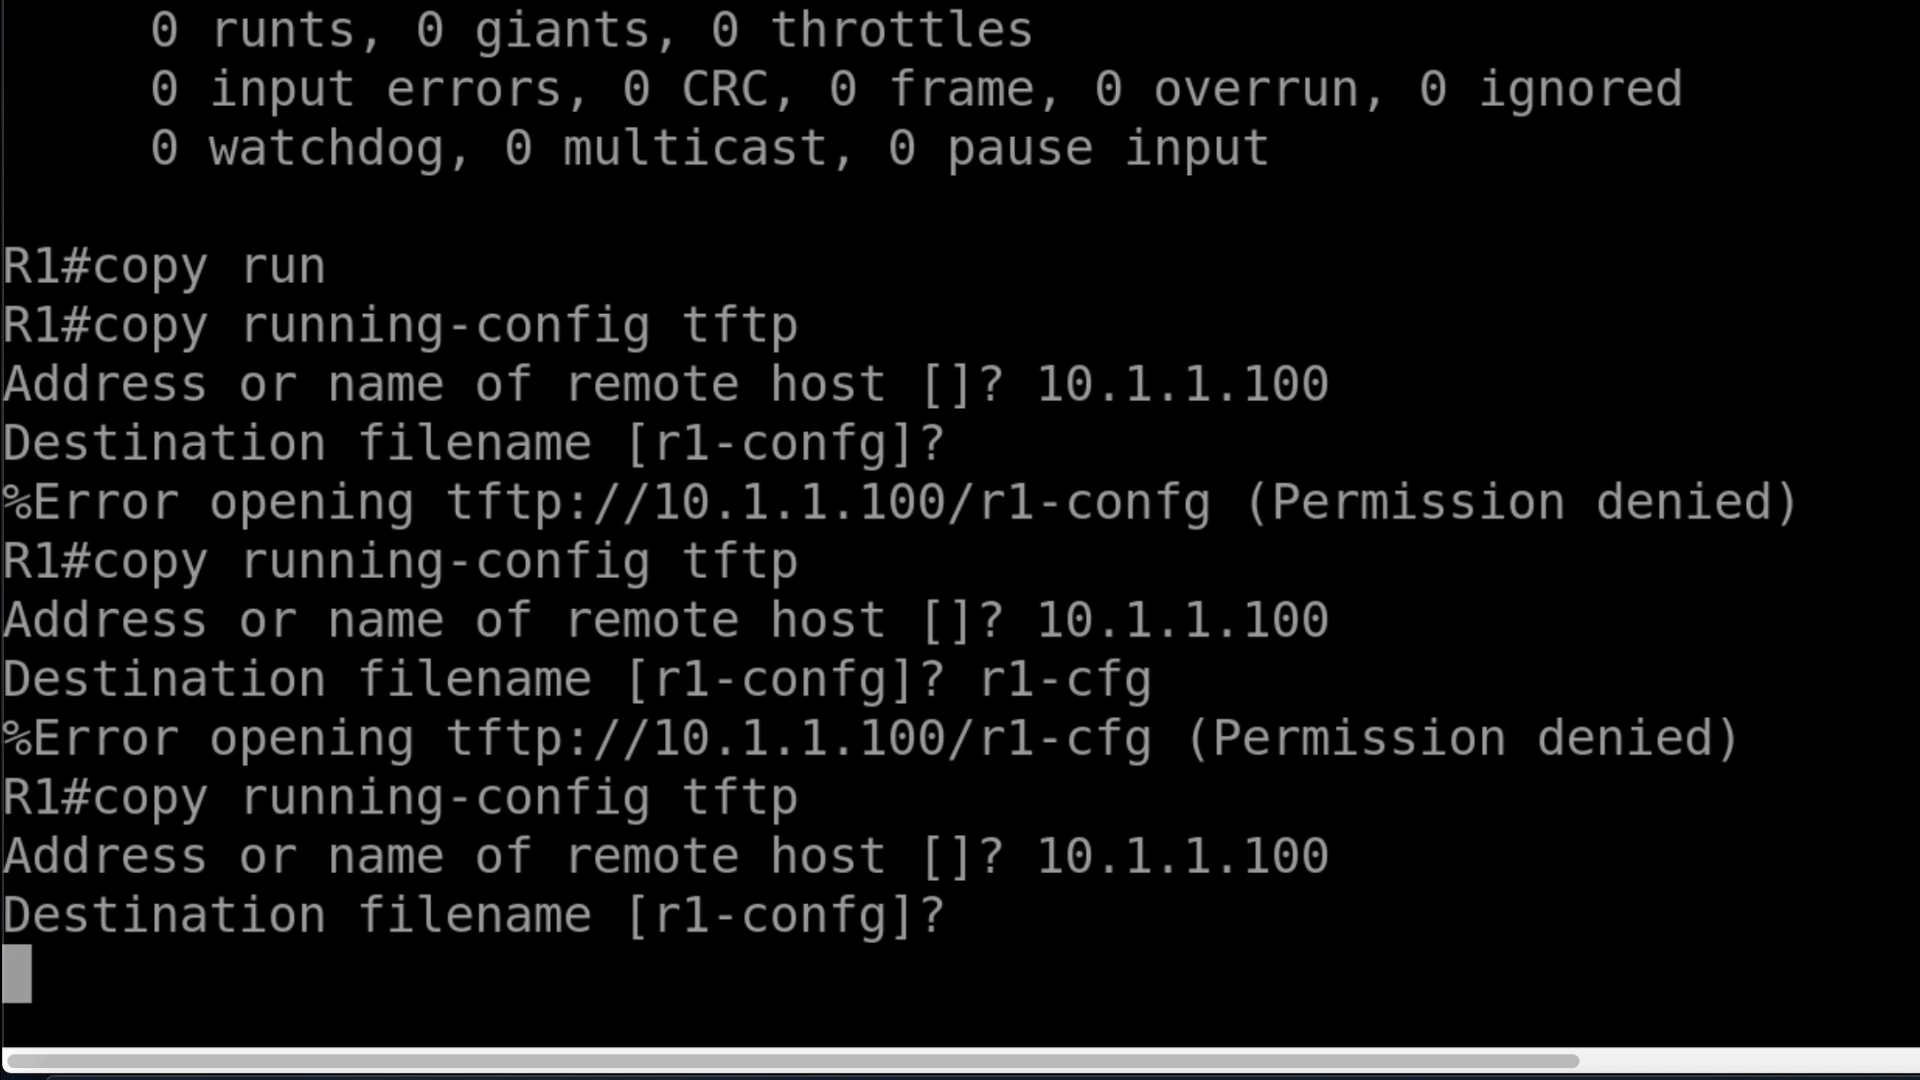 0 runts, 0 giants, 0 throttles
0 input errors, 0 CRC, 0 frame, 0 overrun, 0 ignored
0 watchdog, 0 multicast, 0 pause input
R1#copy run
R1#copy running-config tftp
Address or name of remote host []? 10.1.1.100
Destination filename [r1-confg]?
%Error opening tftp://10.1.1.100/r1-confg (Permission denied)
R1#copy running-config tftp
Address or name of remote host []? 10.1.1.100
Destination filename [r1-confg]? r1-cfg
%Error opening tftp://10.1.1.100/r1-cfg (Permission denied)
R1#copy running-config tftp
Address or name of remote host []? 10.1.1.100
Destination filename [r1-confg]?